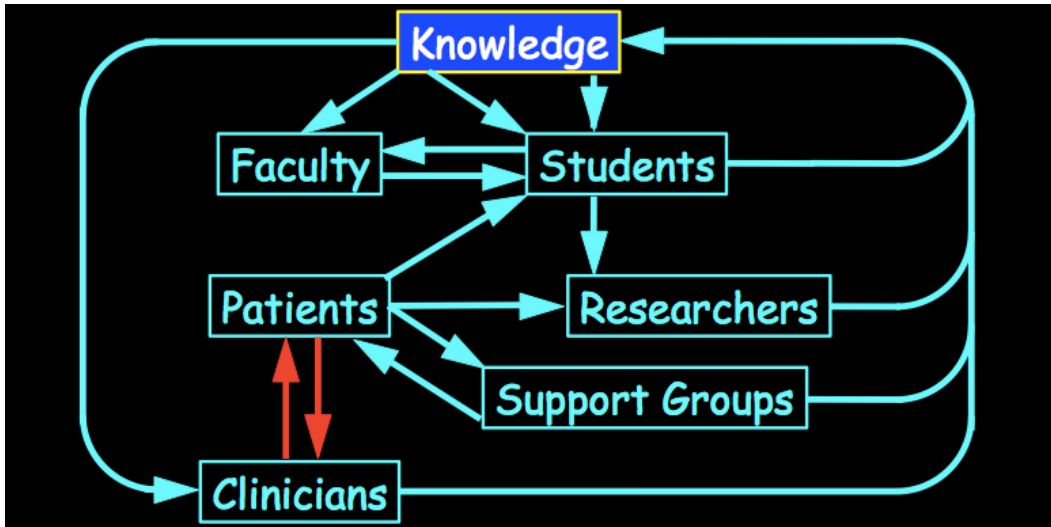 Knowledge
Faculty
Students
Patients
Researchers
Support Groups
Clinicians